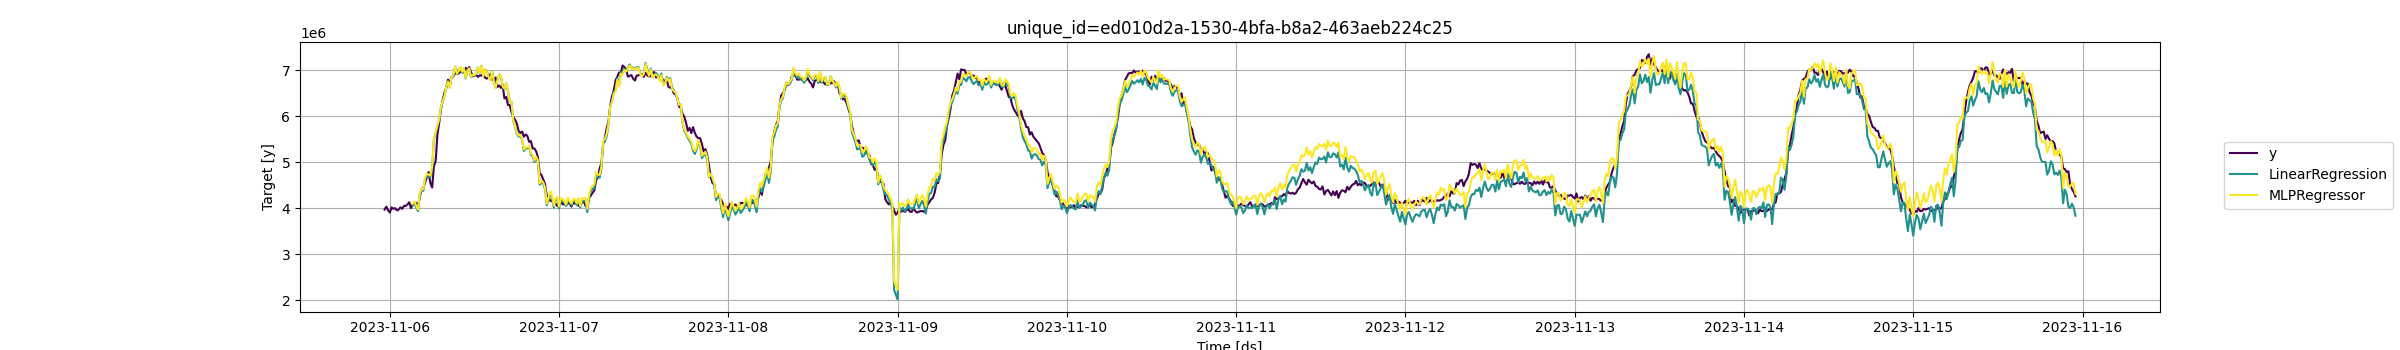 unique_id=ed010d2a-1530-4bfa-b8a2-463aeb224c25
1e6
7
6
5
4
3
2
Target [y]
2023-11-06 2023-11-07 2023-11-08 2023-11-09 2023-11-10 2023-11-11 2023-11-12 2023-11-13 2023-11-14 2023-11-15 2023-11-16
Time [ds]
y
LinearRegression
MLPRegressor